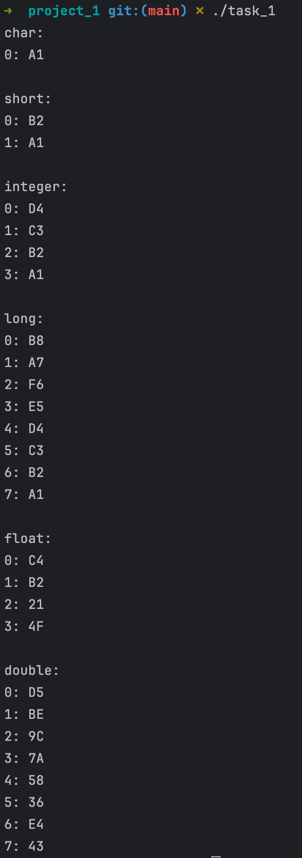 → project_1 git:(main) × ./task_1
char:
0: A1
short:
0: B2
1: A1
integer:
0: D4
1: C3
2: B2
3: A1
long:
0: B8
1: A7
2: F6
3: E5
4: D4
5: C3
6: B2
7: A1
float:
0: C4
1: B2
2: 21
3: 4F
double:
0: D5
1: BE
2: 9C
3: 7A
4: 58
5: 36
6: E4
7: 43